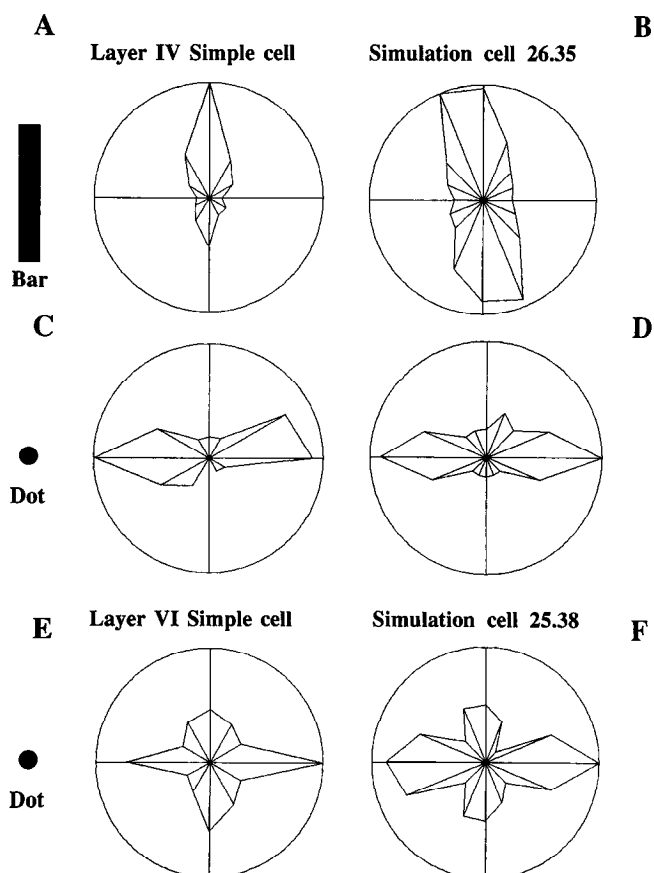 A
B
Layer IV Simple cell
Simulation cell 26.35
Bar
C
D
Dot
E
Layer VI Simple cell
Simulation cell 25.38
F
Dot